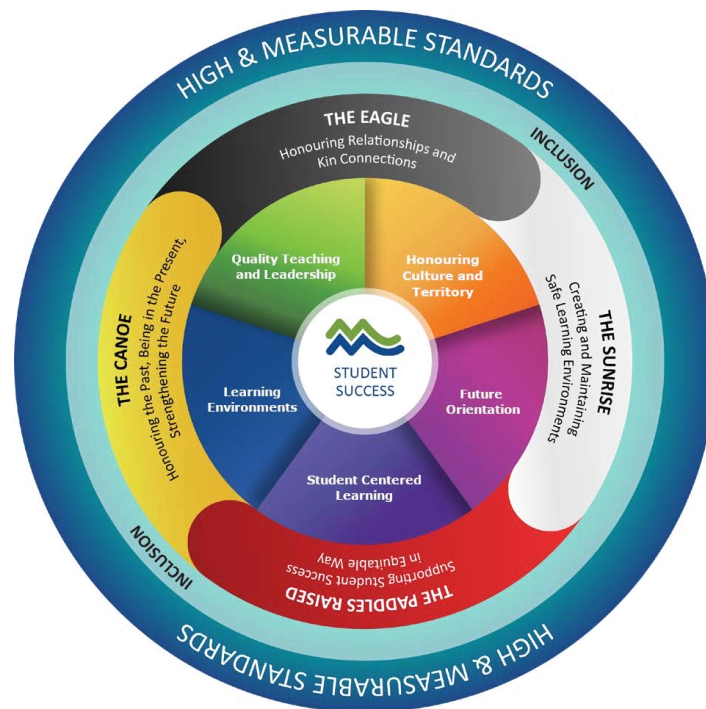 HIGH & MEASURABLE STANDARDS
INCLUSION
THE EAGLE
Honouring Relationships and
Kin Connections
THE SUNRISE
Creating and Maintaining
Safe Learning Environments
THE PADDLES RAISED
Supporting Student Success
in Equitable Way
THE CANOE
Honouring the Past, Being in the Present,
Strengthening the Future
Quality Teaching
and Leadership
Honouring
Culture and
Territory
Learning
Environments
Future
Orientation
Student Centered
Learning
STUDENT
SUCCESS
INCLUSION
HIGH & MEASURABLE STANDARDS